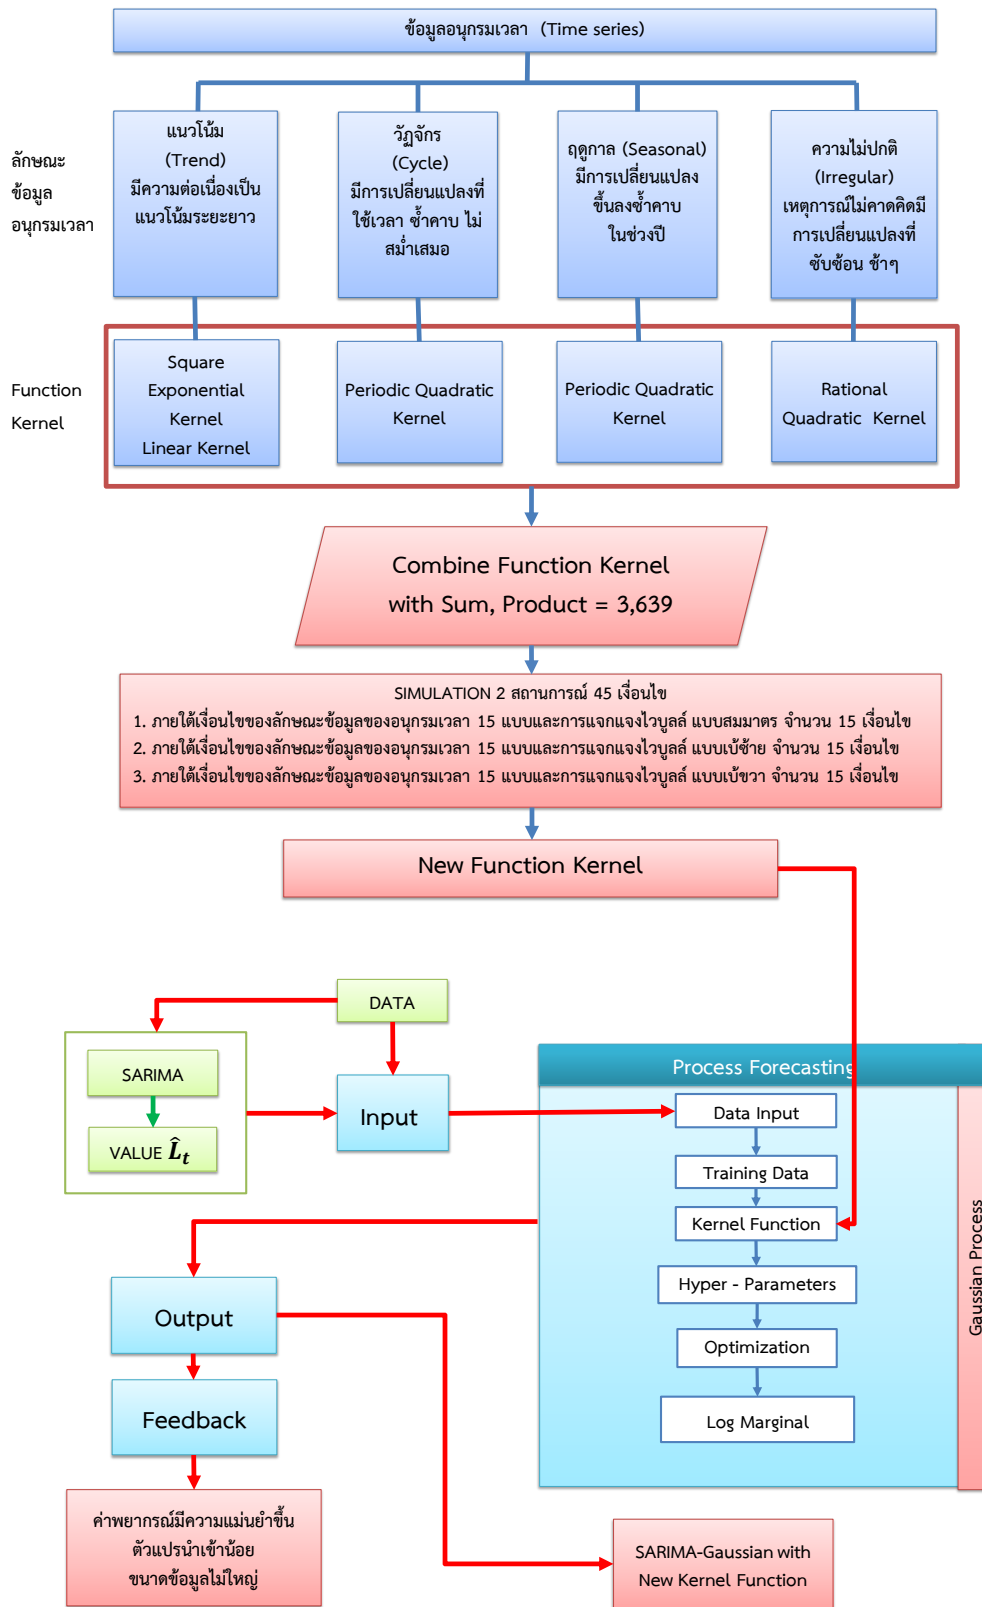 ข้อมูลอนุกรมเวลา (Time series)
ลักษณะ
ข้อมูล
อนุกรมเวลา
แนวโน้ม
(Trend)
มีความต่อเนื่องเป็น
แนวโน้มระยะยาว
วัฏจักร
(Cycle)
มีการเปลี่ยนแปลงที่
ใช้เวลา ซ้ำคาบ ไม่
สม่ำเสมอ
ฤดูกาล (Seasonal)
มีการเปลี่ยนแปลง
ขึ้นลงซ้ำคาบ
ในช่วงปี
ความไม่ปกติ
(Irregular)
เหตุการณ์ไม่คาดคิดมี
การเปลี่ยนแปลงที่
ซับซ้อน ช้าๆ
Function
Kernel
Square
Exponential
Kernel
Linear Kernel
Periodic Quadratic
Kernel
Periodic Quadratic
Kernel
Rational
Quadratic Kernel
Combine Function Kernel
with Sum, Product = 3,639
SIMULATION 2 สถานการณ์ 45 เงื่อนไข
1. ภายใต้เงื่อนไขของลักษณะข้อมูลของอนุกรมเวลา 15 แบบและการแจกแจงไวบูลล์ แบบสมมาตร จำนวน 15 เงื่อนไข
2. ภายใต้เงื่อนไขของลักษณะข้อมูลของอนุกรมเวลา 15 แบบและการแจกแจงไวบูลล์ แบบเบ้ซ้าย จำนวน 15 เงื่อนไข
3. ภายใต้เงื่อนไขของลักษณะข้อมูลของอนุกรมเวลา 15 แบบและการแจกแจงไวบูลล์ แบบเบ้ขวา จำนวน 15 เงื่อนไข
New Function Kernel
DATA
SARIMA
VALUE L̂t
Input
Process Forecasting
Data Input
Training Data
Kernel Function
Hyper - Parameters
Optimization
Log Marginal
Gaussian Process
Output
Feedback
ค่าพยากรณ์มีความแม่นยำขึ้น
ตัวแปรนำเข้าน้อย
ขนาดข้อมูลไม่ใหญ่
SARIMA-Gaussian with
New Kernel Function